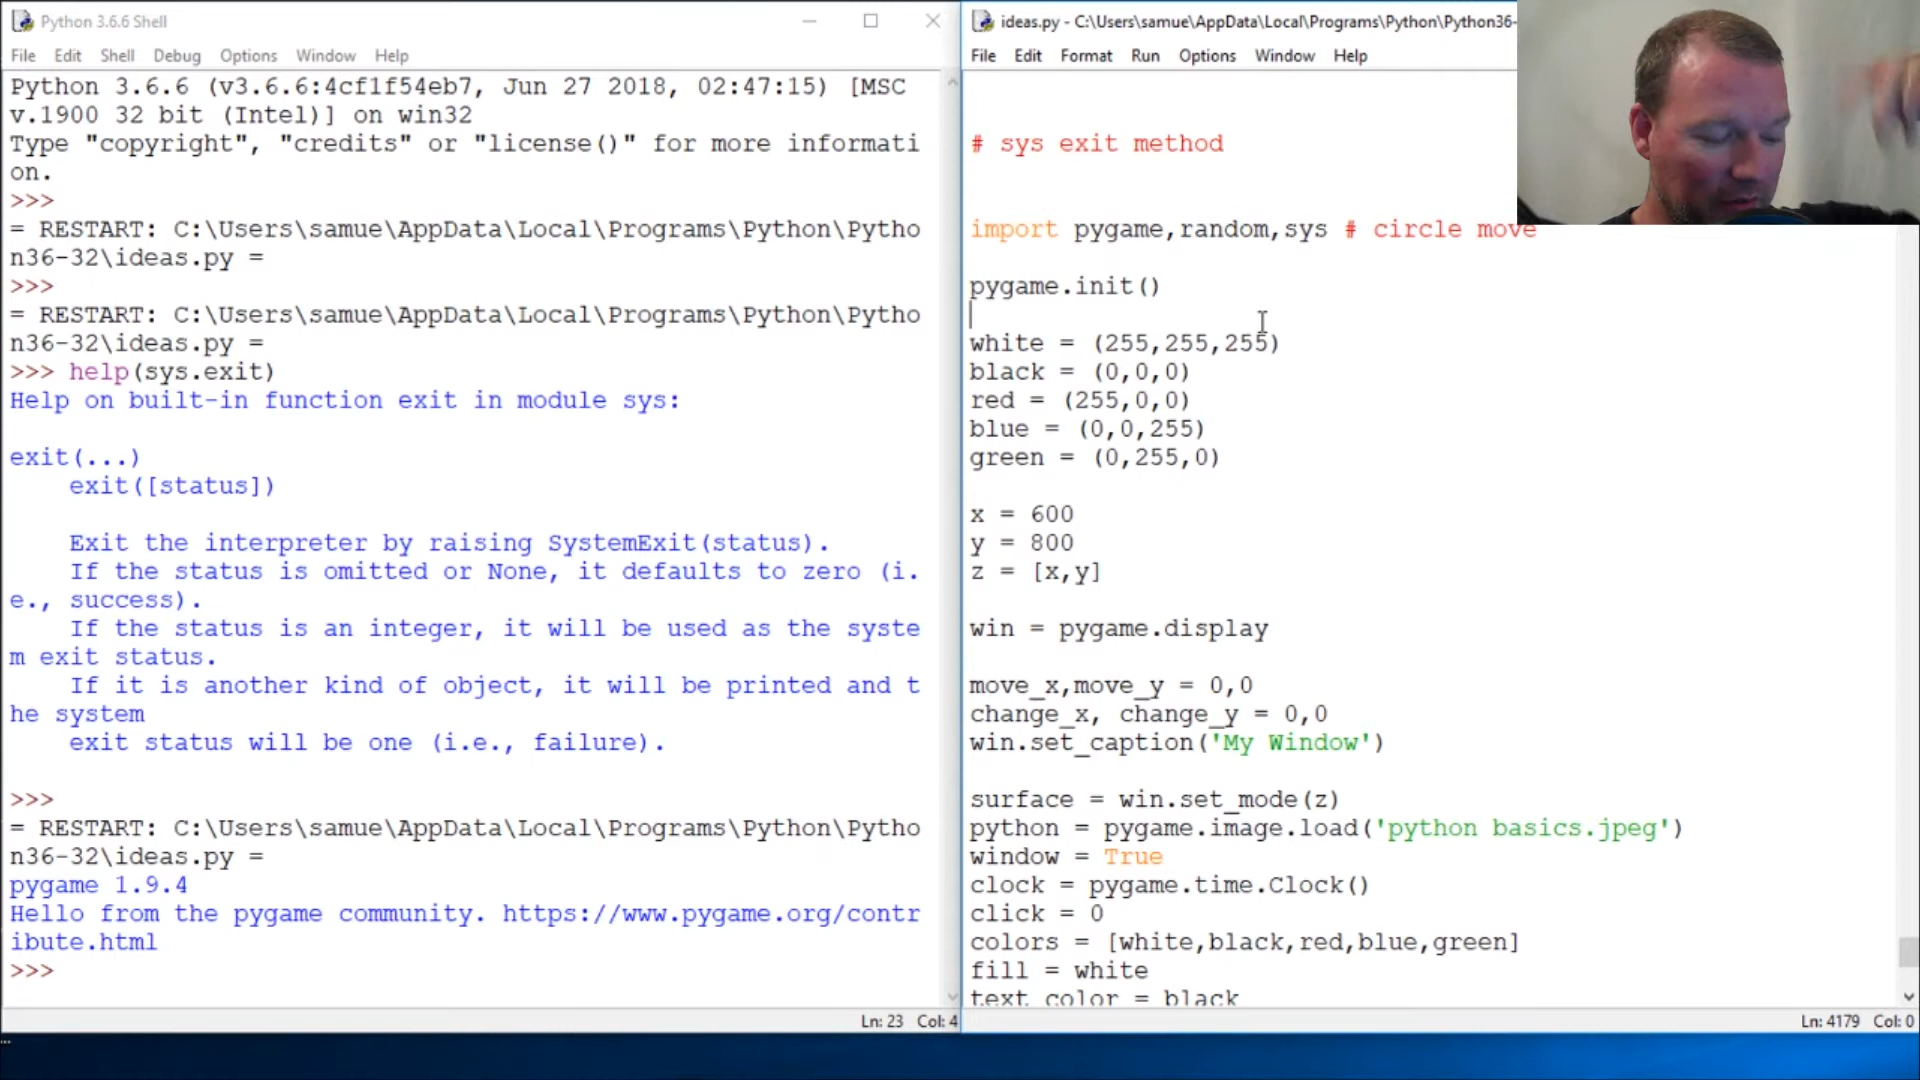 Python 3.6.6 Shell
File Edit Shell Debug Options Window Help
Python 3.6.6 (v3.6.6:4cf1f54eb7, Jun 27 2018, 02:47:15) [MSC
v.1900 32 bit (Intel)] on win32
Type "copyright", "credits" or "license()" for more informati
on.
>>>
= RESTART: C:\Users\samue\AppData\Local\Programs\Python\Pytho
n36-32\ideas.py =
>>>
= RESTART: C:\Users\samue\AppData\Local\Programs\Python\Pytho
n36-32\ideas.py =
>>> help(sys.exit)
Help on built-in function exit in module sys:
exit(...)
exit([status])
Exit the interpreter by raising SystemExit(status).
If the status is omitted or None, it defaults to zero (i.
e., success).
If the status is an integer, it will be used as the syste
m exit status.
If it is another kind of object, it will be printed and t
he system
exit status will be one (i.e., failure).
>>>
= RESTART: C:\Users\samue\AppData\Local\Programs\Python\Pytho
n36-32\ideas.py =
pygame 1.9.4
Hello from the pygame community. https://www.pygame.org/contr
ibute.html
>>>
Ln: 23 Col: 4
ideas.py - C:\Users\samue\AppData\Local\Programs\Python\Python36-
File Edit Format Run Options Window Help
# sys exit method
import pygame,random,sys # circle move
pygame.init()
white = (255,255,255)
black = (0,0,0)
red = (255,0,0)
blue = (0,0,255)
green = (0,255,0)
x = 600
y = 800
z = [x,y]
win = pygame.display
move_x,move_y = 0,0
change_x, change_y = 0,0
win.set_caption('My Window')
surface = win.set_mode(z)
python = pygame.image.load('python basics.jpeg')
window = True
clock = pygame.time.Clock()
click = 0
colors = [white,black,red,blue,green]
fill = white
text_color = black
Ln: 4179 Col: 0